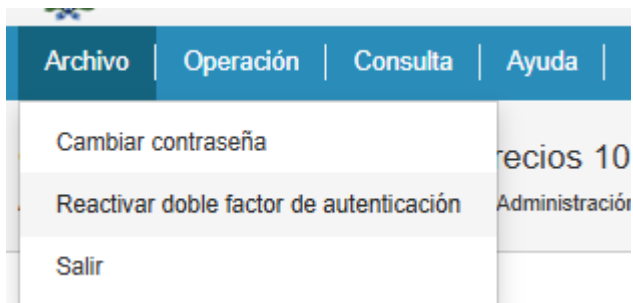 Archivo | Operación | Consulta | Ayuda |
Cambiar contraseña
recios 10
Reactivar doble factor de autenticación
Administración
Salir